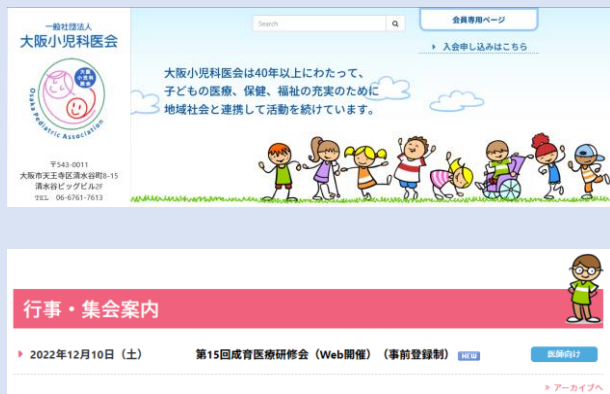 一般社団法人
大阪小児科医会
大阪
小児科
医会
Osaka Pediatric Association
〒543-0011
大阪市天王寺区清水谷町8-15
清水谷ビッグビル2F
TEL 06-6761-7613
Search
会員専用ページ
入会申し込みはこちら
大阪小児科医会は40年以上にわたって、
子どもの医療、保健、福祉の充実のために
地域社会と連携して活動を続けています。
行事・集会案内
2022年12月10日（土） 第15回成育医療研修会（Web開催）（事前登録制） NEW 医師向け
» アーカイブへ